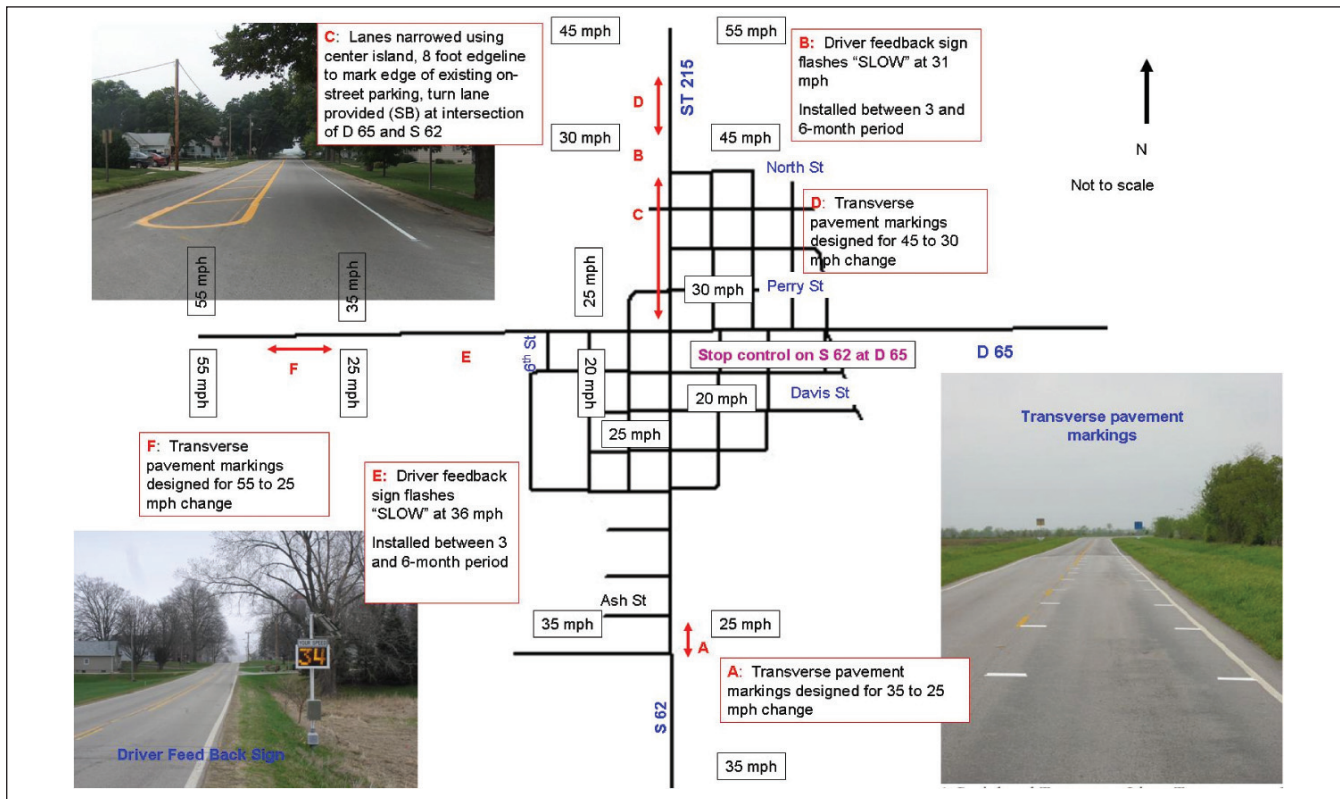 C: Lanes narrowed using
center island, 8 foot edgeline
to mark edge of existing on-
street parking, turn lane
provided (SB) at intersection
of D 65 and S 62
45 mph
55 mph
ST 215
B: Driver feedback sign
flashes “SLOW” at 31
mph
Installed between 3 and
6-month period
N
Not to scale
D
30 mph
45 mph
B
North St
C
D: Transverse
pavement markings
designed for 45 to 30
mph change
55 mph
35 mph
25 mph
30 mph
Perry St
55 mph
F
25 mph
E
6th St
20 mph
Stop control on S 62 at D 65
D 65
20 mph
Davis St
25 mph
F: Transverse
pavement markings
designed for 55 to 25
mph change
E: Driver feedback
sign flashes
“SLOW” at 36 mph
Installed between 3
and 6-month period
Transverse pavement
markings
YOUR SPEED
34
Driver Feed Back Sign
Ash St
35 mph
25 mph
A
A: Transverse pavement
markings designed for 35 to 25
mph change
S 62
35 mph